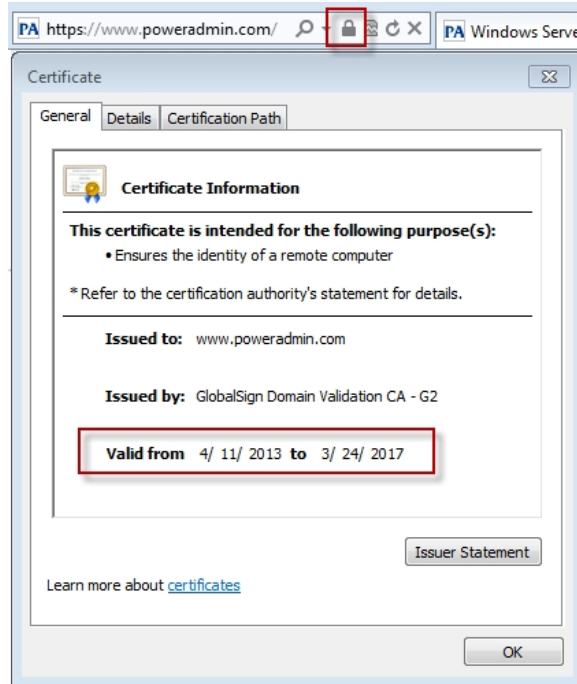 PA https://www.poweradmin.com/ PA Windows Serve
Certificate
General Details Certification Path
Certificate Information
This certificate is intended for the following purpose(s):
• Ensures the identity of a remote computer
* Refer to the certification authority's statement for details.
Issued to: www.poweradmin.com
Issued by: GlobalSign Domain Validation CA - G2
Valid from 4/ 11/ 2013 to 3/ 24/ 2017
Issuer Statement
Learn more about certificates
OK